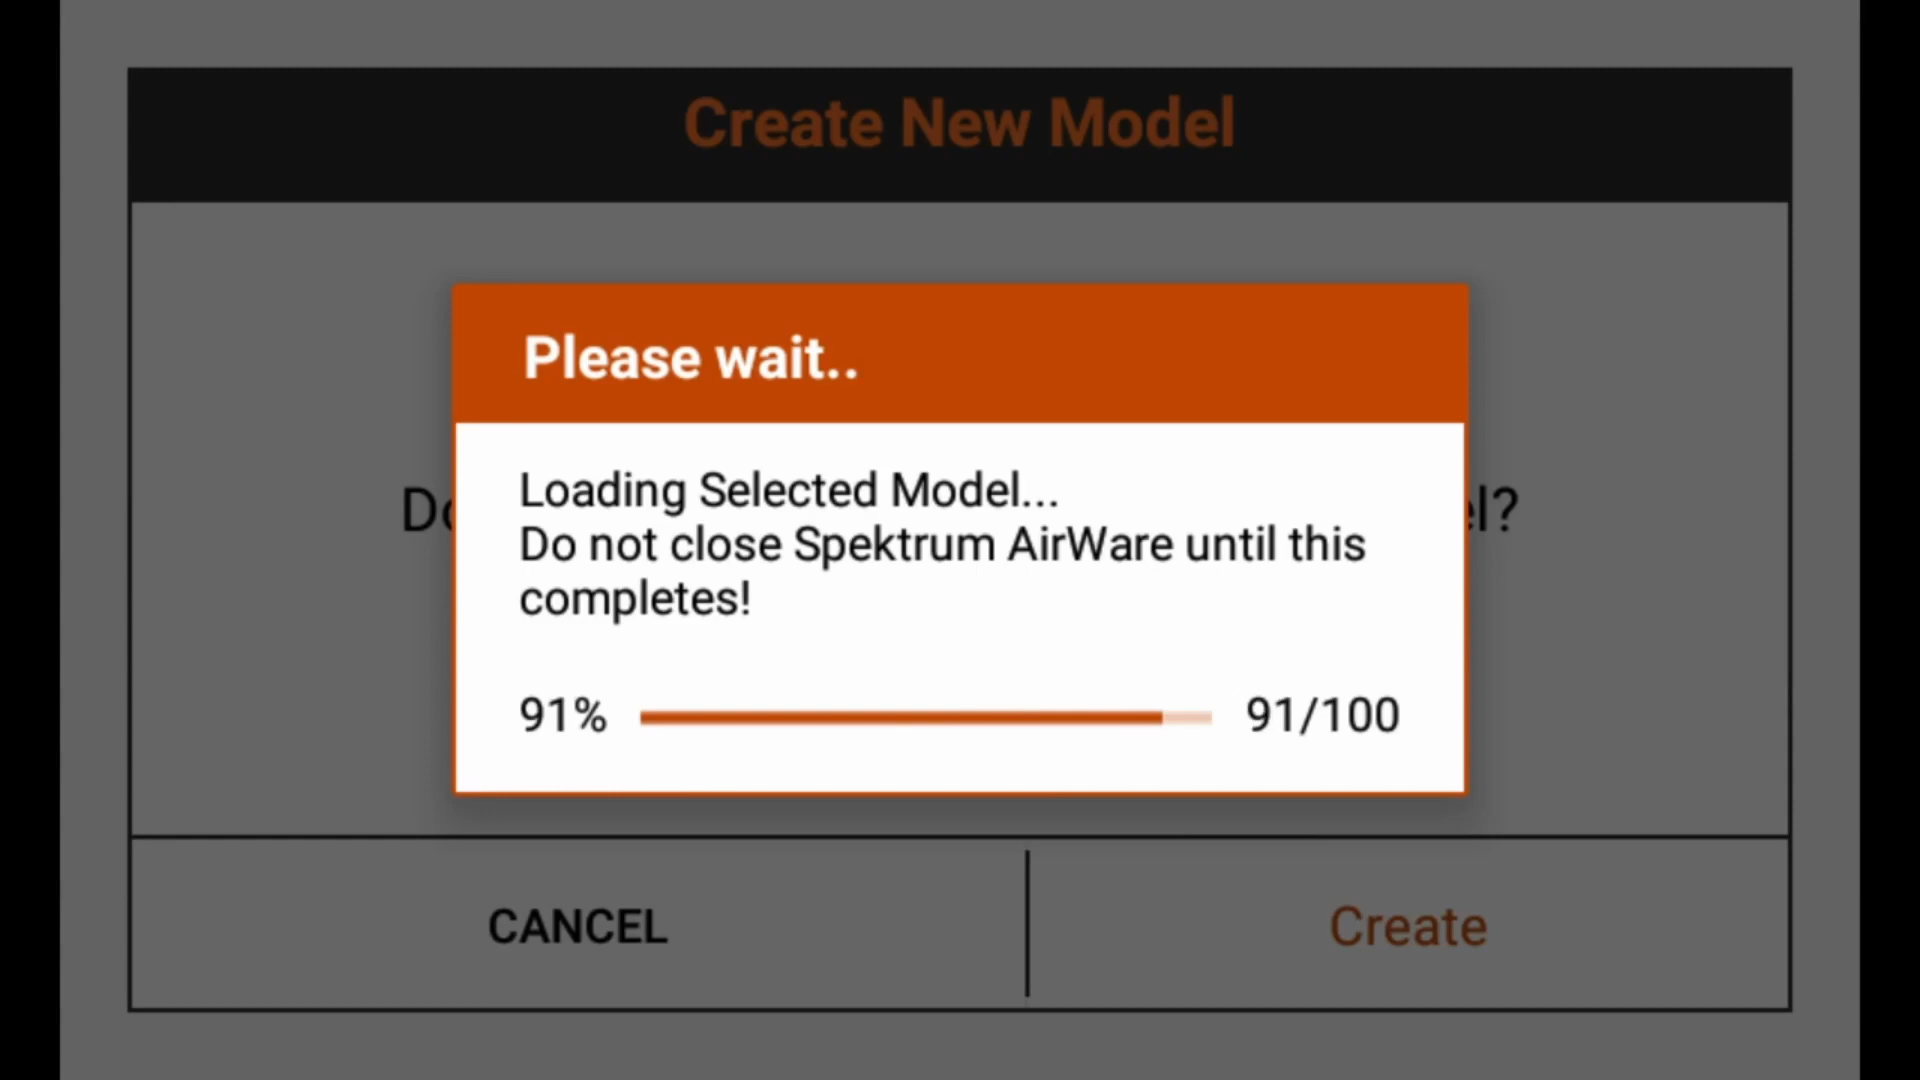 Create New Model
Please wait..
Loading Selected Model...
Do not close Spektrum AirWare until this
completes!
91% 91/100
CANCEL
Create